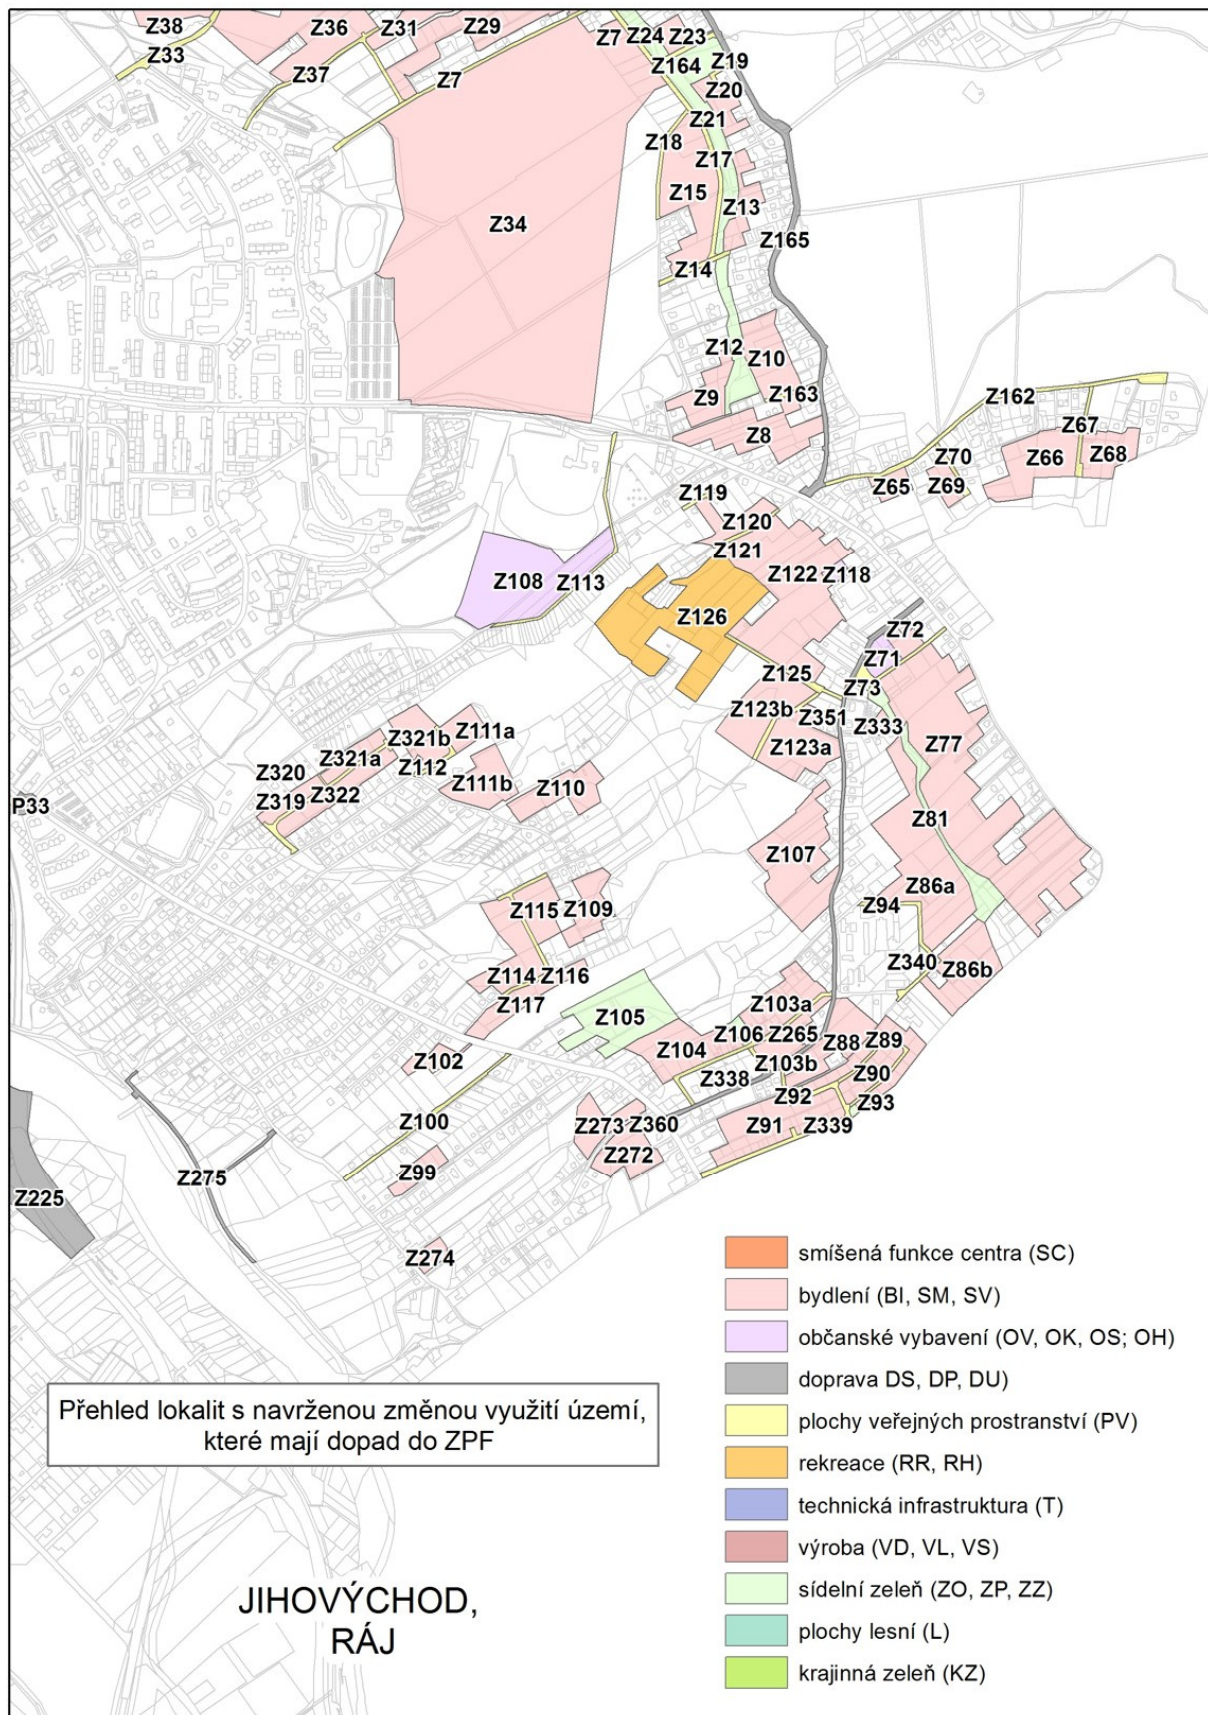 Z38
Z36
Z31
Z29
Z7
Z24
Z23
Z33
Z37
Z7
Z164
Z19
Z20
Z21
Z18
Z17
Z15
Z13
Z34
Z165
Z14
Z12
Z10
Z9
Z163
Z8
Z162
Z67
Z70
Z66
Z68
Z65
Z69
Z119
Z120
Z121
Z122
Z118
Z108
Z113
Z126
Z72
Z71
Z125
Z73
Z123b
Z351
Z333
Z123a
Z77
Z321b
Z111a
Z321a
Z112
Z320
Z111b
Z110
Z319
Z322
P33
Z81
Z107
Z86a
Z94
Z115
Z109
Z340
Z86b
Z114
Z116
Z117
Z103a
Z105
Z106
Z265
Z88
Z89
Z104
Z102
Z103b
Z90
Z338
Z92
Z93
Z100
Z273
Z360
Z91
Z339
Z272
Z99
Z275
Z225
Z274
smíšená funkce centra (SC)
bydlení (BI, SM, SV)
občanské vybavení (OV, OK, OS; OH)
doprava DS, DP, DU)
plochy veřejných prostranství (PV)
rekreace (RR, RH)
technická infrastruktura (T)
výroba (VD, VL, VS)
sídelní zeleň (ZO, ZP, ZZ)
plochy lesní (L)
krajinná zeleň (KZ)
Přehled lokalit s navrženou změnou využití území,
které mají dopad do ZPF
JIHOVÝCHOD,
RÁJ